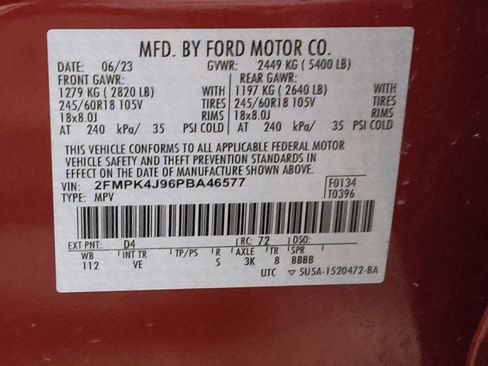 MFD. BY FORD MOTOR CO.
DATE: 06/23 GVWR: 2449 KG ( 5400 LB)
FRONT GAWR: REAR GAWR:
1279 KG ( 2820 LB) 1197 KG ( 2640 LB)
245/60R18 105V TIRES 245/60R18 105V TIRES
18x8.0J RIMS 18x8.0J RIMS
AT 240 kPa/ 35 PSI COLD AT 240 kPa/ 35 PSI COLD
THIS VEHICLE CONFORMS TO ALL APPLICABLE FEDERAL MOTOR
VEHICLE SAFETY AND THEFT PREVENTION STANDARDS IN
EFFECT ON THE DATE OF MANUFACTURE SHOWN ABOVE.
VIN: 2FMPK4J96PBA46577 F0134
TYPE: MPV T0396
EXT PNT: D4 RC: 72 DSO:
WB INT TR TP/PS R AXLE TR SPR
112 VE S 3K 8 BBBB
UTC ▽ 5U5A-1520472-BA